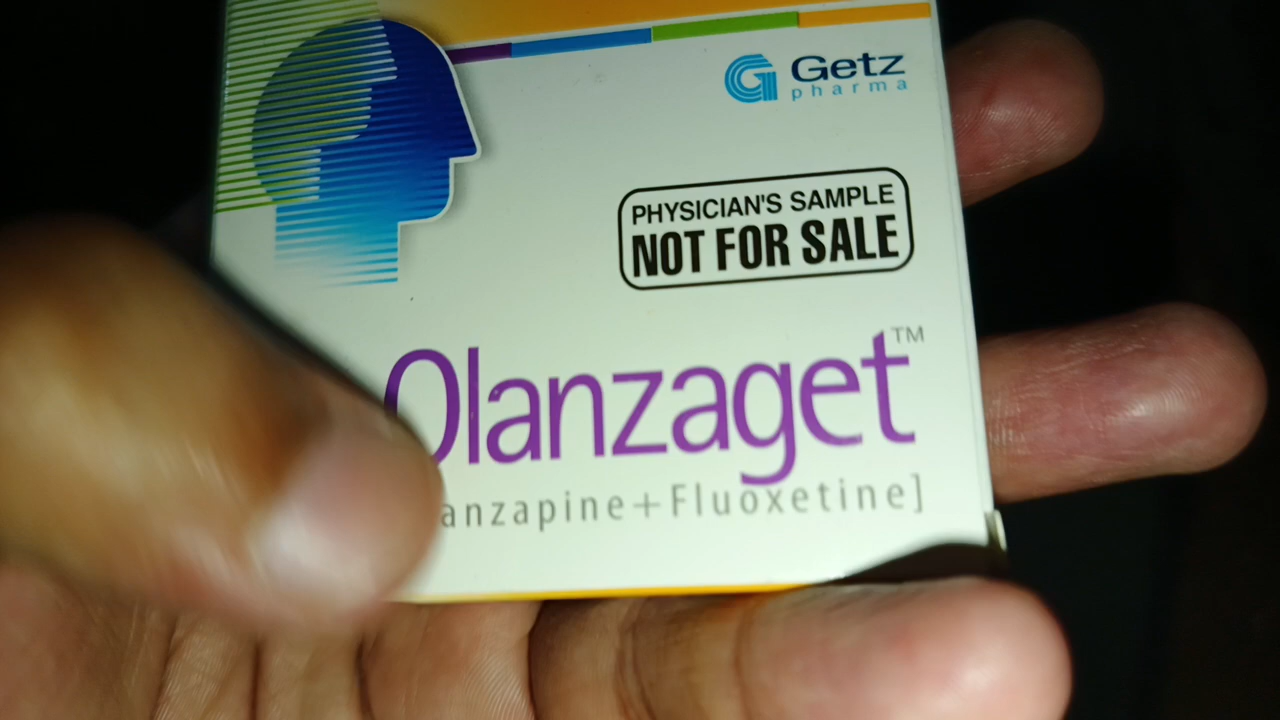 Getz
pharma
PHYSICIAN'S SAMPLE
NOT FOR SALE
Olanzaget™
anzapine+Fluoxetine]